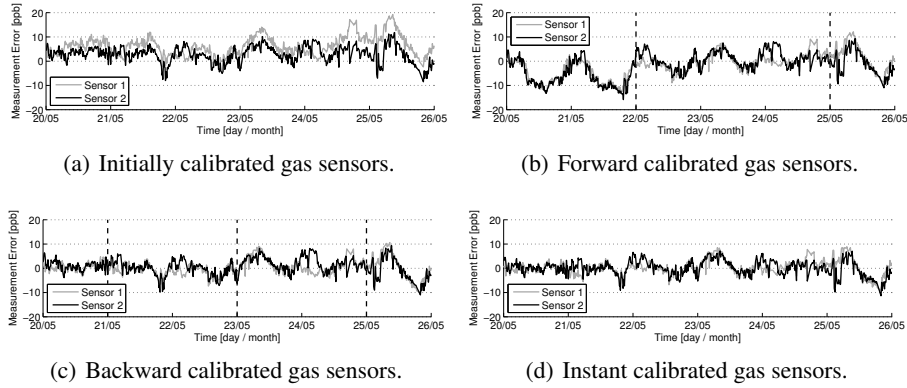 Measurement Error [ppb]
20
10
0
−10
−20
Sensor 1
Sensor 2
20/05 21/05 22/05 23/05 24/05 25/05 26/05
Time [day / month]
(a) Initially calibrated gas sensors.
Measurement Error [ppb]
20
10
0
−10
−20
Sensor 1
Sensor 2
20/05 21/05 22/05 23/05 24/05 25/05 26/05
Time [day / month]
(b) Forward calibrated gas sensors.
Measurement Error [ppb]
20
10
0
−10
−20
Sensor 1
Sensor 2
20/05 21/05 22/05 23/05 24/05 25/05 26/05
Time [day / month]
(c) Backward calibrated gas sensors.
Measurement Error [ppb]
20
10
0
−10
−20
Sensor 1
Sensor 2
20/05 21/05 22/05 23/05 24/05 25/05 26/05
Time [day / month]
(d) Instant calibrated gas sensors.